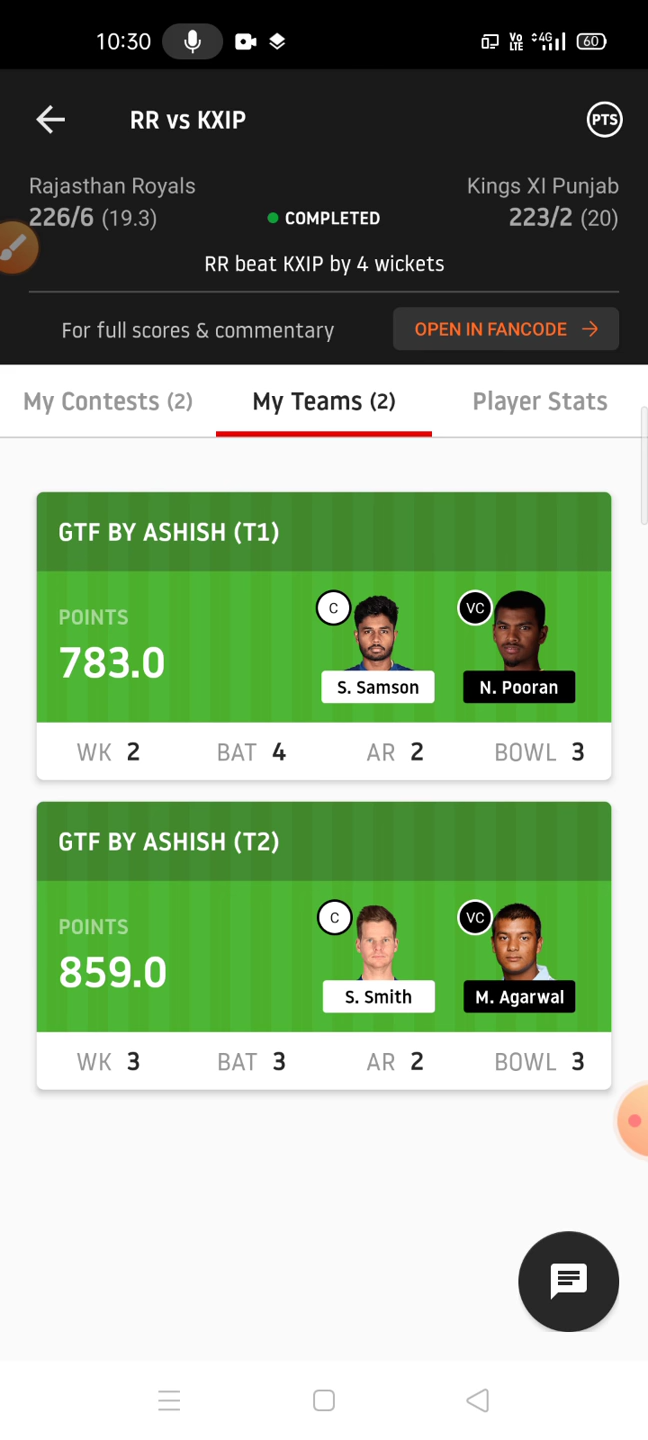 10:30
Vo LTE 4G 60
RR vs KXIP
PTS
Rajasthan Royals
Kings XI Punjab
226/6 (19.3)
COMPLETED
223/2 (20)
RR beat KXIP by 4 wickets
For full scores & commentary
OPEN IN FANCODE
My Contests (2)
My Teams (2)
Player Stats
GTF BY ASHISH (T1)
POINTS
783.0
C
VC
S. Samson
N. Pooran
WK 2
BAT 4
AR 2
BOWL 3
GTF BY ASHISH (T2)
POINTS
859.0
C
VC
S. Smith
M. Agarwal
WK 3
BAT 3
AR 2
BOWL 3